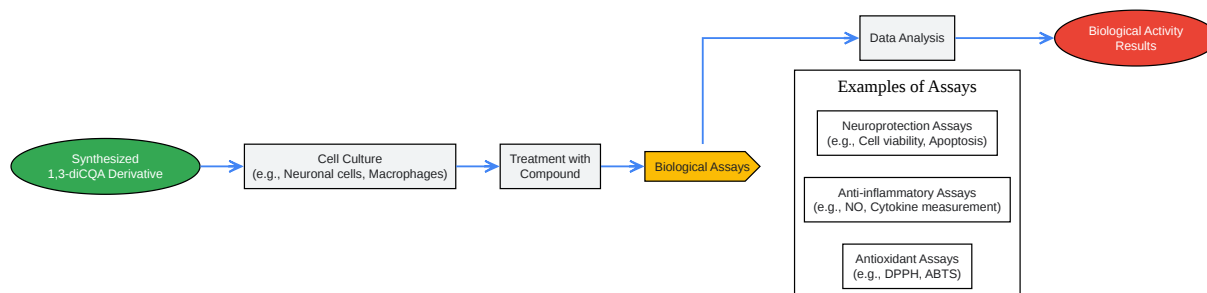 Synthesized
1,3-diCQA Derivative
Cell Culture
(e.g., Neuronal cells, Macrophages)
Treatment with
Compound
Biological Assays
Data Analysis
Biological Activity
Results
Examples of Assays
Neuroprotection Assays
(e.g., Cell viability, Apoptosis)
Anti-inflammatory Assays
(e.g., NO, Cytokine measurement)
Antioxidant Assays
(e.g., DPPH, ABTS)